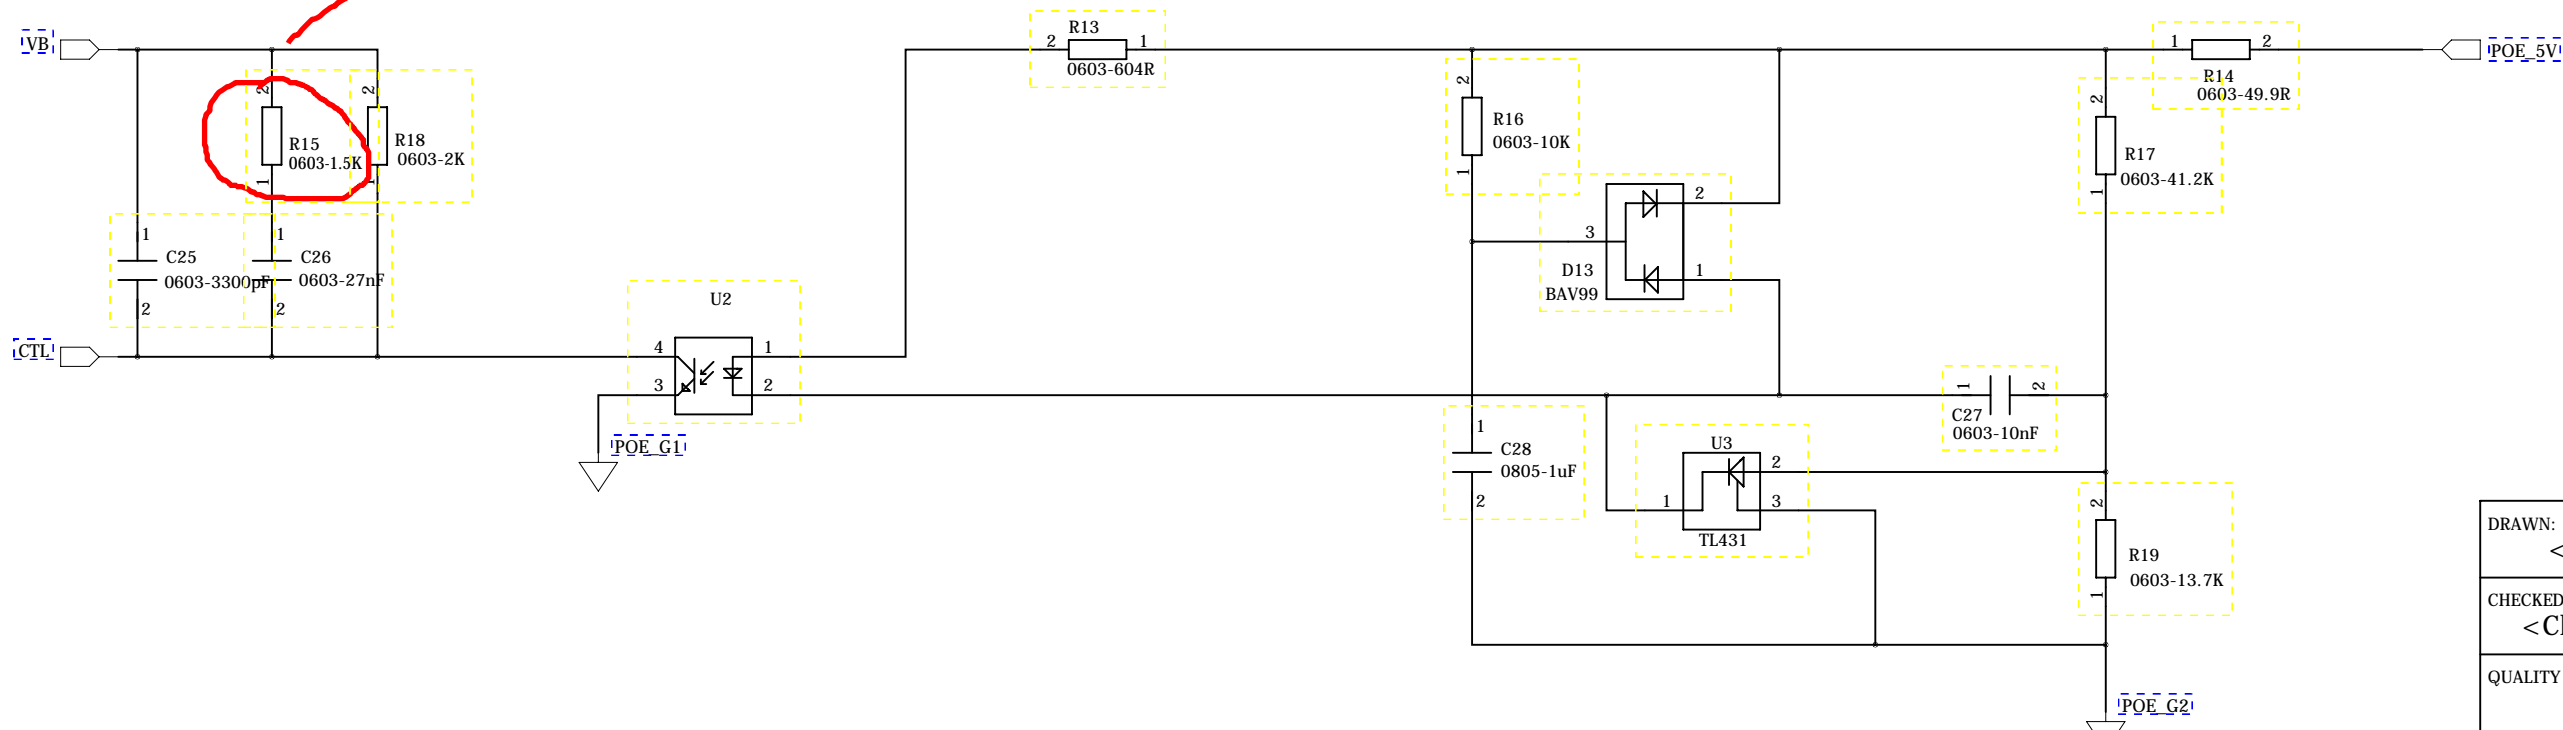 VB
CTL
2
R15
0603-1.5K
1
2
R18
0603-2K
1
1
C25
0603-3300pF
2
1
C26
0603-27nF
2
U2
4
3
1
2
POE_G1
R13
2
1
0603-604R
2
R16
0603-10K
1
3
2
1
D13
BAV99
1
C28
0805-1uF
2
U3
1
2
3
TL431
1
2
C27
0603-10nF
1
2
R14
0603-49.9R
POE_5V
2
R17
0603-41.2K
1
2
R19
0603-13.7K
1
POE_G2
DRAWN:
<
CHECKED
<C
QUALITY